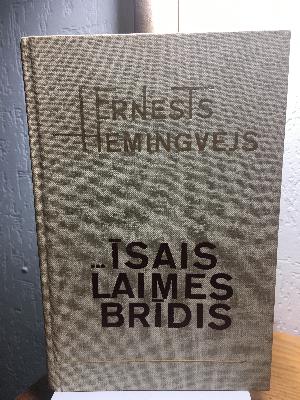 ERNESTS
HEMINGVEJS
...ĪSAIS
LAIMES
BRĪDIS